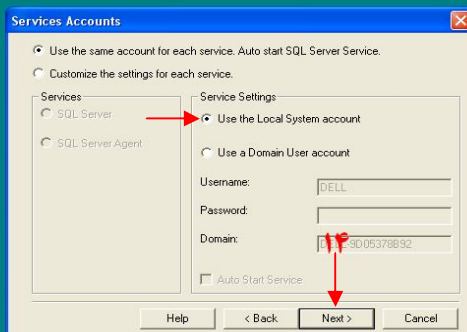 Services Accounts
Use the same account for each service. Auto start SQL Server Service.
Customize the settings for each service.
Services
SQL Server
SQL Server Agent
Service Settings
Use the Local System account
Use a Domain User account
Username:
DELL
Password:
Domain:
DELL-9D05378B92
Auto Start Service
Help
< Back
Next >
Cancel